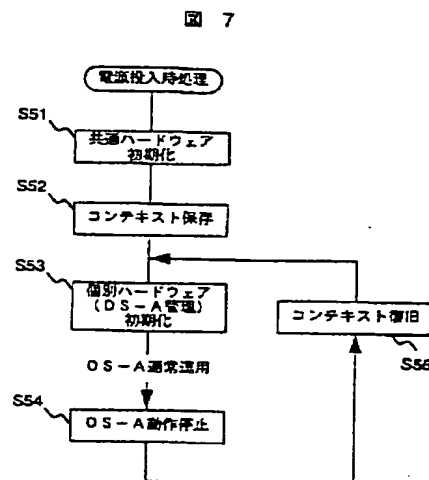 図 7
電源投入時処理
S51
共通ハードウェア
初期化
S52
コンテキスト保存
S53
個別ハードウェア
(OS-A管理)
初期化
OS-A通常運用
S54
OS-A動作停止
コンテキスト復旧
S56